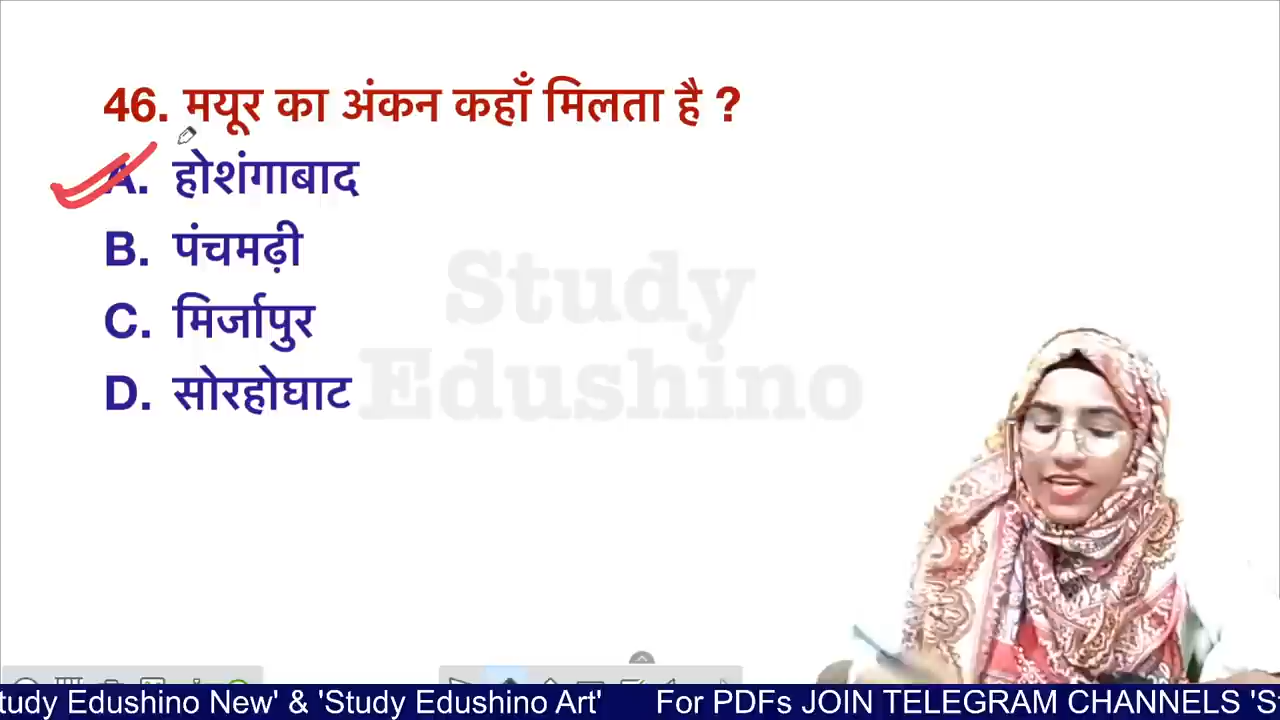 46. मयूर का अंकन कहाँ मिलता है ?
A. होशंगाबाद
B. पंचमढ़ी
C. मिर्जापुर
D. सोरहोघाट
Study
Edushino
tudy Edushino New' & 'Study Edushino Art' For PDFs JOIN TELEGRAM CHANNELS 'S